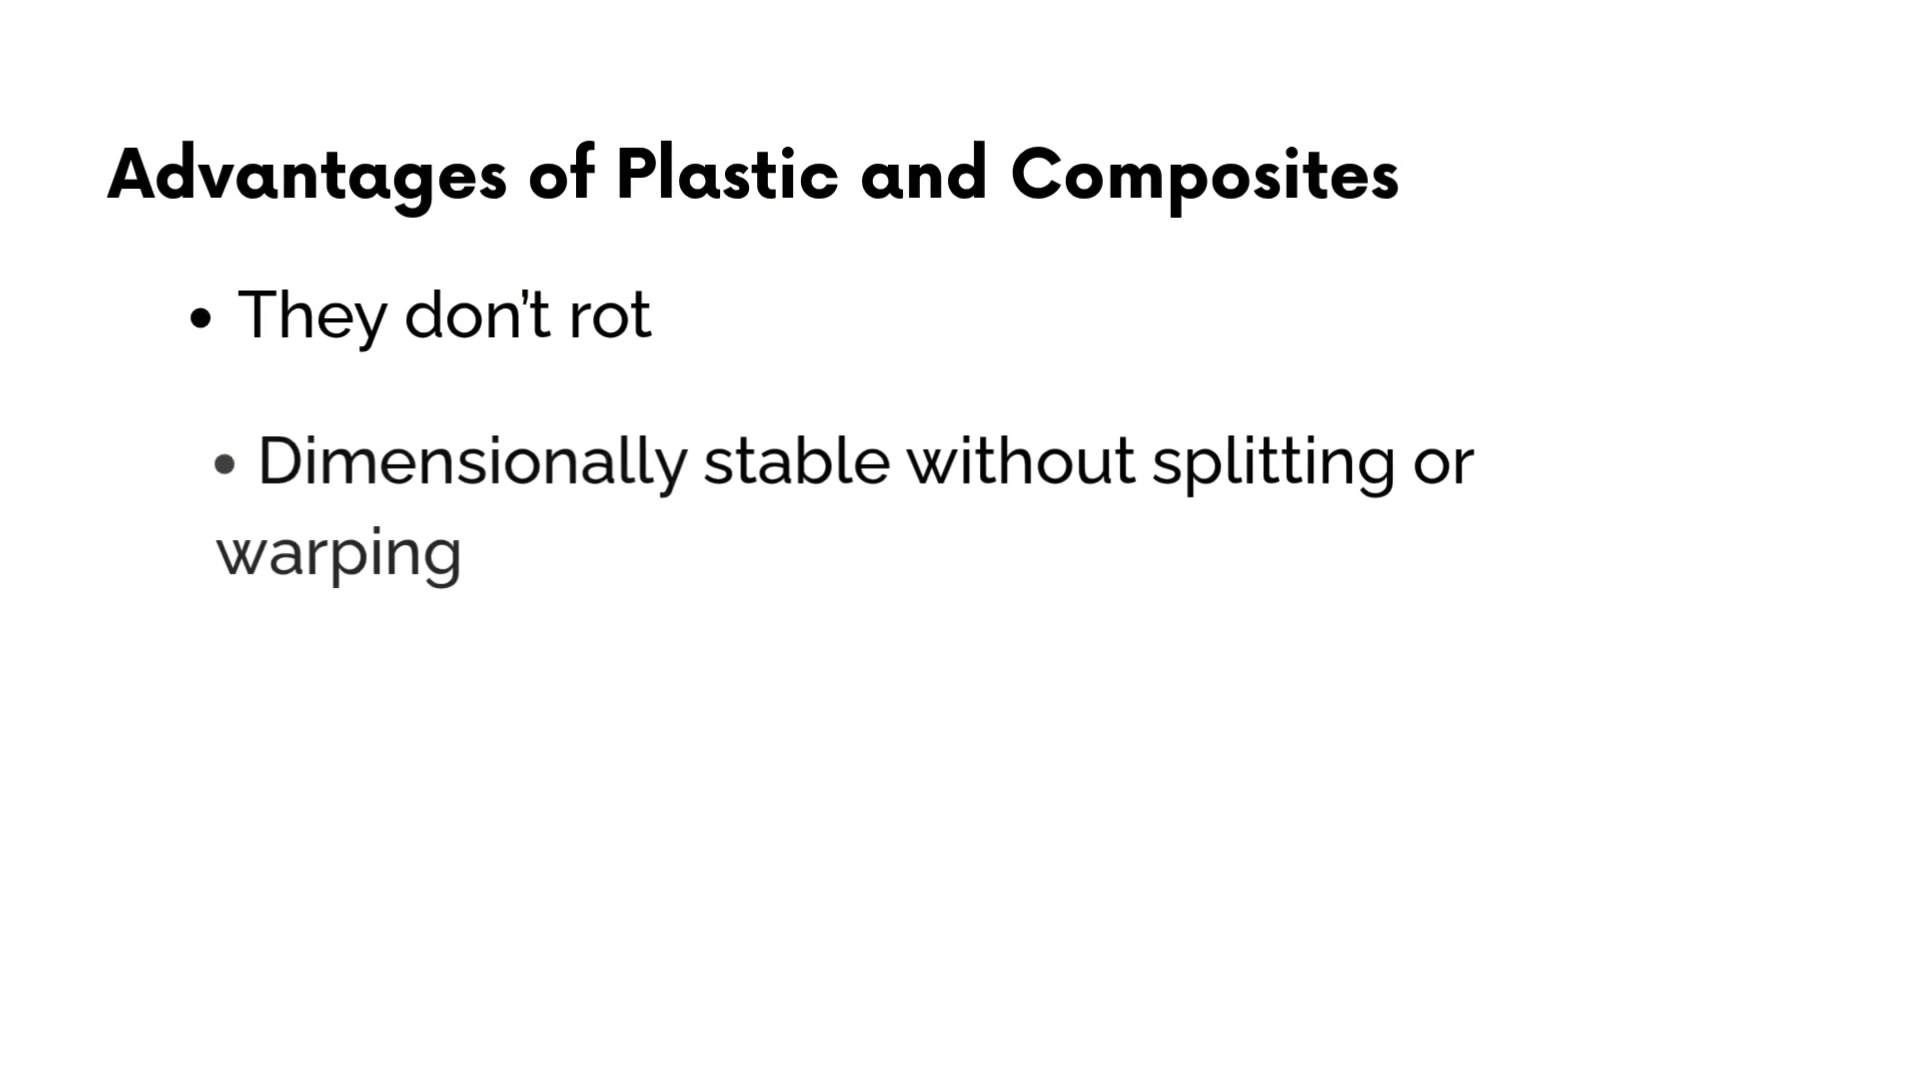 Advantages of Plastic and Composites
• They don’t rot
• Dimensionally stable without splitting or
warping